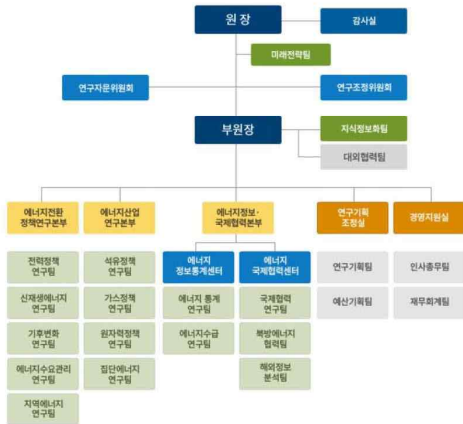 원장
감사실
미래전략팀
연구자문위원회
연구조정위원회
부원장
지식정보화팀
대외협력팀
에너지전환
정책연구본부
에너지산업
연구본부
에너지정보·
국제협력본부
연구기획
조정실
경영지원실
전력정책
연구팀
신재생에너지
연구팀
기후변화
연구팀
에너지수요관리
연구팀
지역에너지
연구팀
석유정책
연구팀
가스정책
연구팀
원자력정책
연구팀
집단에너지
연구팀
에너지
정보통계센터
에너지 통계
연구팀
에너지수급
연구팀
에너지
국제협력센터
국제협력
연구팀
북방에너지
협력팀
해외정보
분석팀
연구기획팀
예산기획팀
인사총무팀
재무회계팀